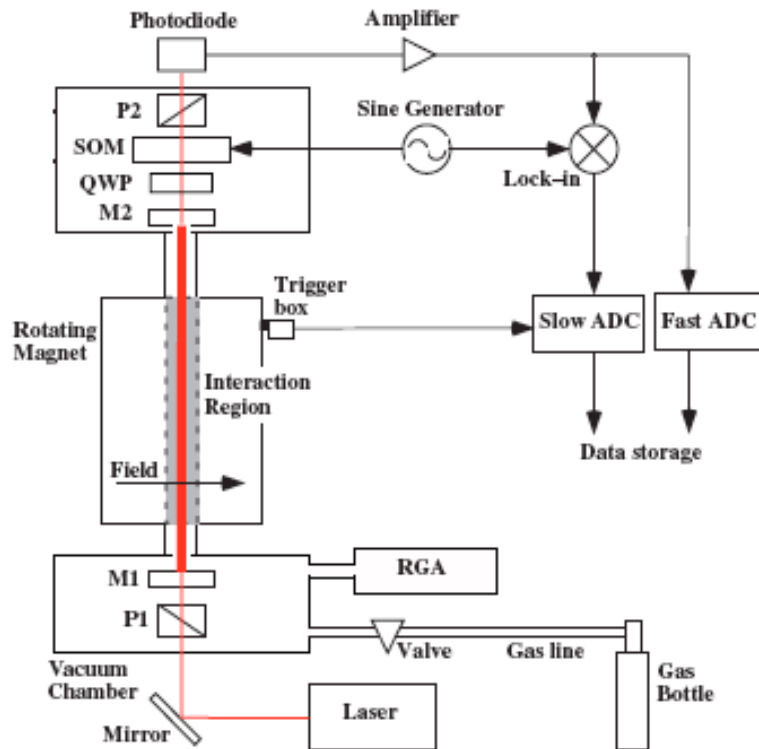 Photodiode
Amplifier
P2
Sine Generator
SOM
QWP
Lock–in
M2
Trigger
box
Slow ADC
Fast ADC
Rotating
Magnet
Interaction
Region
Data storage
Field
RGA
M1
P1
Valve
Gas line
Vacuum
Chamber
Gas
Bottle
Laser
Mirror